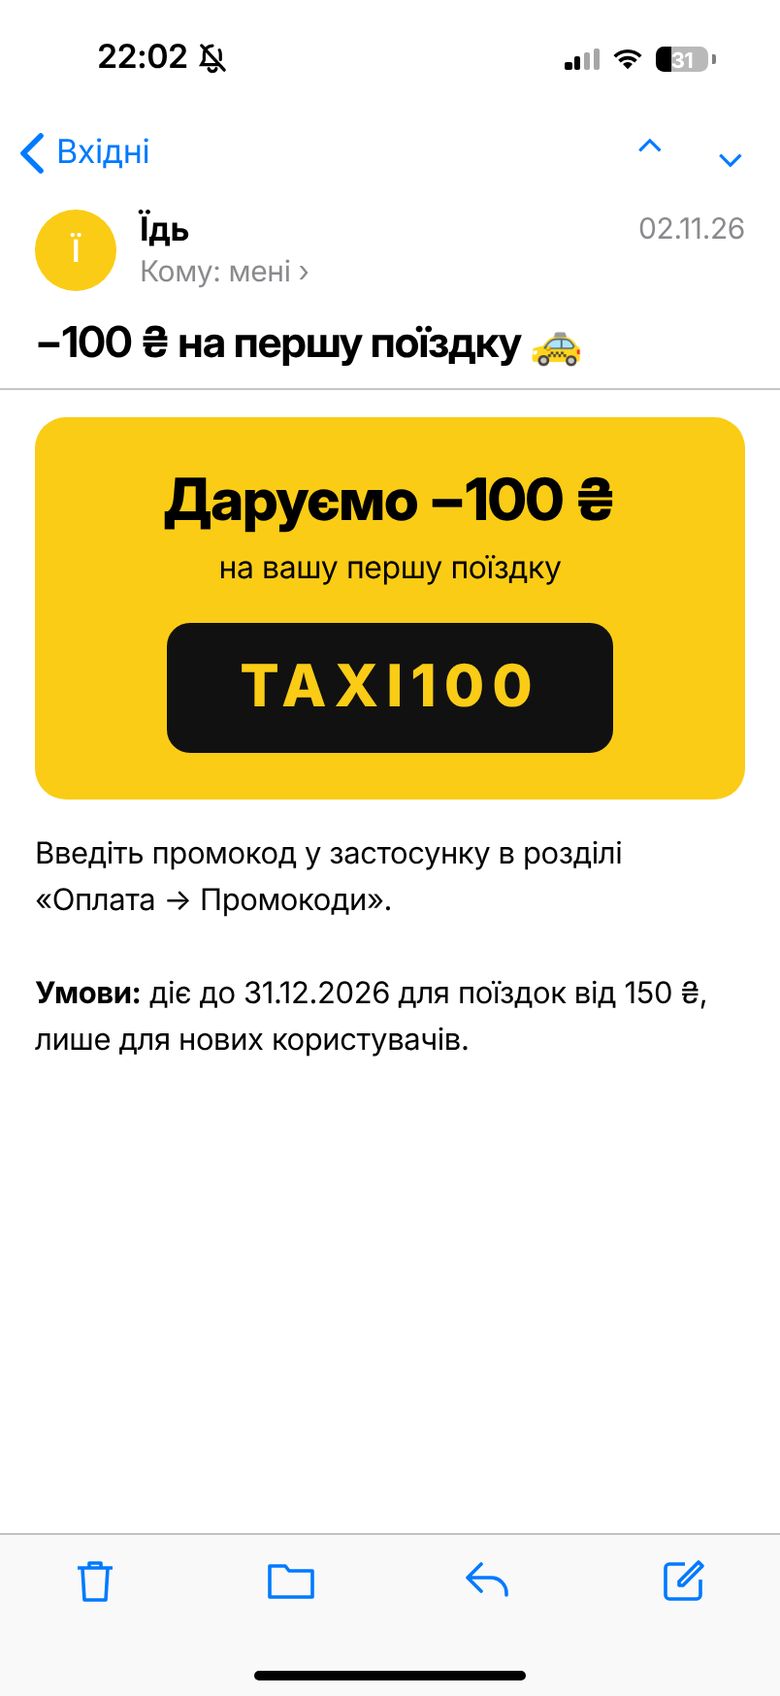 22:02
31
Вхідні
Ї
Їдь
02.11.26
Кому: мені ›
–100 ₴ на першу поїздку 🚕
Даруємо –100 ₴
на вашу першу поїздку
TAXI100
Введіть промокод у застосунку в розділі
«Оплата → Промокоди».
Умови: діє до 31.12.2026 для поїздок від 150 ₴,
лише для нових користувачів.